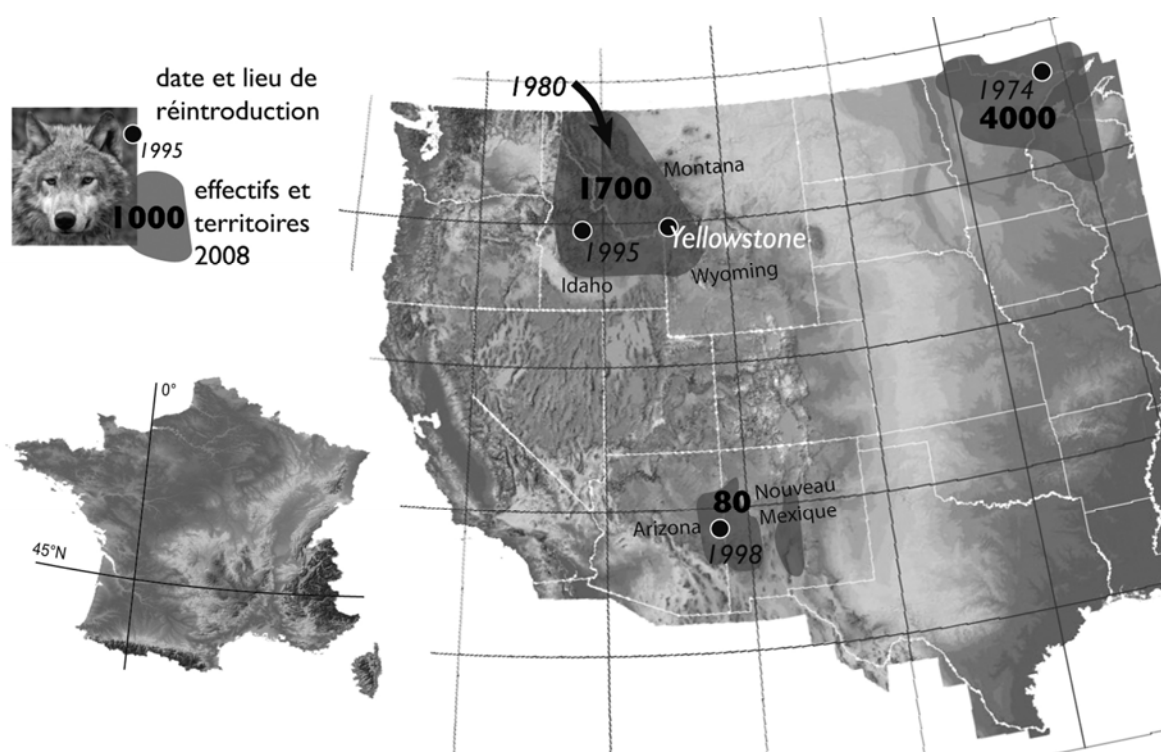 date et lieu de
réintroduction
1995
1000
effectifs et
territoires
2008
1980
1974
4000
Montana
1700
Yellowstone
1995
Idaho
Wyoming
80
Nouveau
Mexique
Arizona
1998
0°
45°N